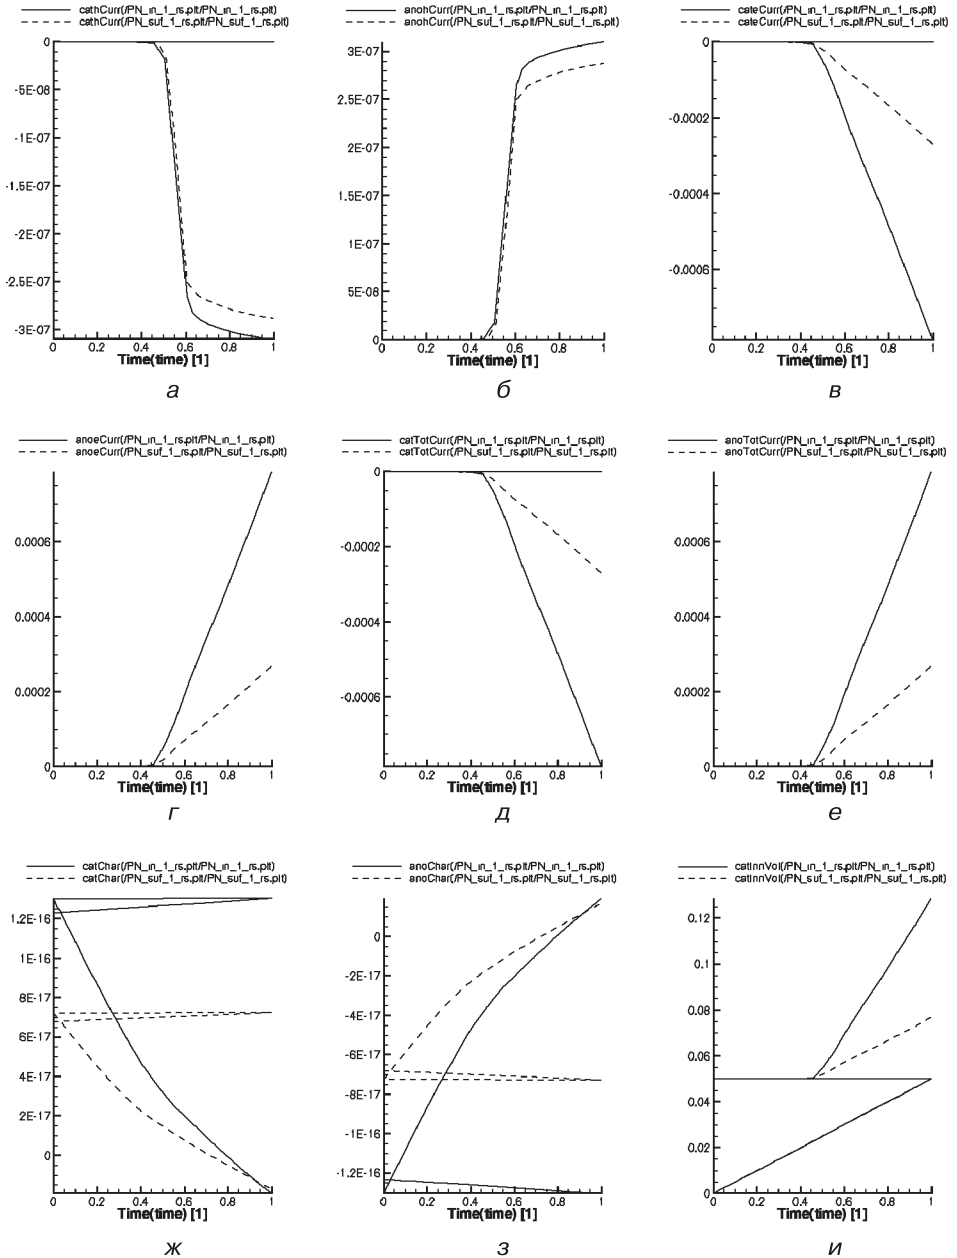 cathCurr(/PN_in_1_rs.plt/PN_in_1_rs.plt)
cathCurr(/PN_suf_1_rs.plt/PN_suf_1_rs.plt)
0
-5E-08
-1E-07
-1.5E-07
-2E-07
-2.5E-07
-3E-07
0 0.2 0.4 0.6 0.8 1
Time(time) [1]
а
anohCurr(/PN_in_1_rs.plt/PN_in_1_rs.plt)
anohCurr(/PN_suf_1_rs.plt/PN_suf_1_rs.plt)
3E-07
2.5E-07
2E-07
1.5E-07
1E-07
5E-08
0
0 0.2 0.4 0.6 0.8 1
Time(time) [1]
б
cateCurr(/PN_in_1_rs.plt/PN_in_1_rs.plt)
cateCurr(/PN_suf_1_rs.plt/PN_suf_1_rs.plt)
0
-0.0002
-0.0004
-0.0006
0 0.2 0.4 0.6 0.8 1
Time(time) [1]
в
anoeCurr(/PN_in_1_rs.plt/PN_in_1_rs.plt)
anoeCurr(/PN_suf_1_rs.plt/PN_suf_1_rs.plt)
0.0006
0.0004
0.0002
0
0 0.2 0.4 0.6 0.8 1
Time(time) [1]
г
catTotCurr(/PN_in_1_rs.plt/PN_in_1_rs.plt)
catTotCurr(/PN_suf_1_rs.plt/PN_suf_1_rs.plt)
0
-0.0002
-0.0004
-0.0006
0 0.2 0.4 0.6 0.8 1
Time(time) [1]
д
anoTotCurr(/PN_in_1_rs.plt/PN_in_1_rs.plt)
anoTotCurr(/PN_suf_1_rs.plt/PN_suf_1_rs.plt)
0.0006
0.0004
0.0002
0
0 0.2 0.4 0.6 0.8 1
Time(time) [1]
е
catChar(/PN_in_1_rs.plt/PN_in_1_rs.plt)
catChar(/PN_suf_1_rs.plt/PN_suf_1_rs.plt)
1.2E-16
1E-16
8E-17
6E-17
4E-17
2E-17
0
0 0.2 0.4 0.6 0.8 1
Time(time) [1]
ж
anoChar(/PN_in_1_rs.plt/PN_in_1_rs.plt)
anoChar(/PN_suf_1_rs.plt/PN_suf_1_rs.plt)
0
-2E-17
-4E-17
-6E-17
-8E-17
-1E-16
-1.2E-16
0 0.2 0.4 0.6 0.8 1
Time(time) [1]
з
catInnVol(/PN_in_1_rs.plt/PN_in_1_rs.plt)
catInnVol(/PN_suf_1_rs.plt/PN_suf_1_rs.plt)
0.12
0.1
0.08
0.06
0.04
0.02
0
0 0.2 0.4 0.6 0.8 1
Time(time) [1]
и